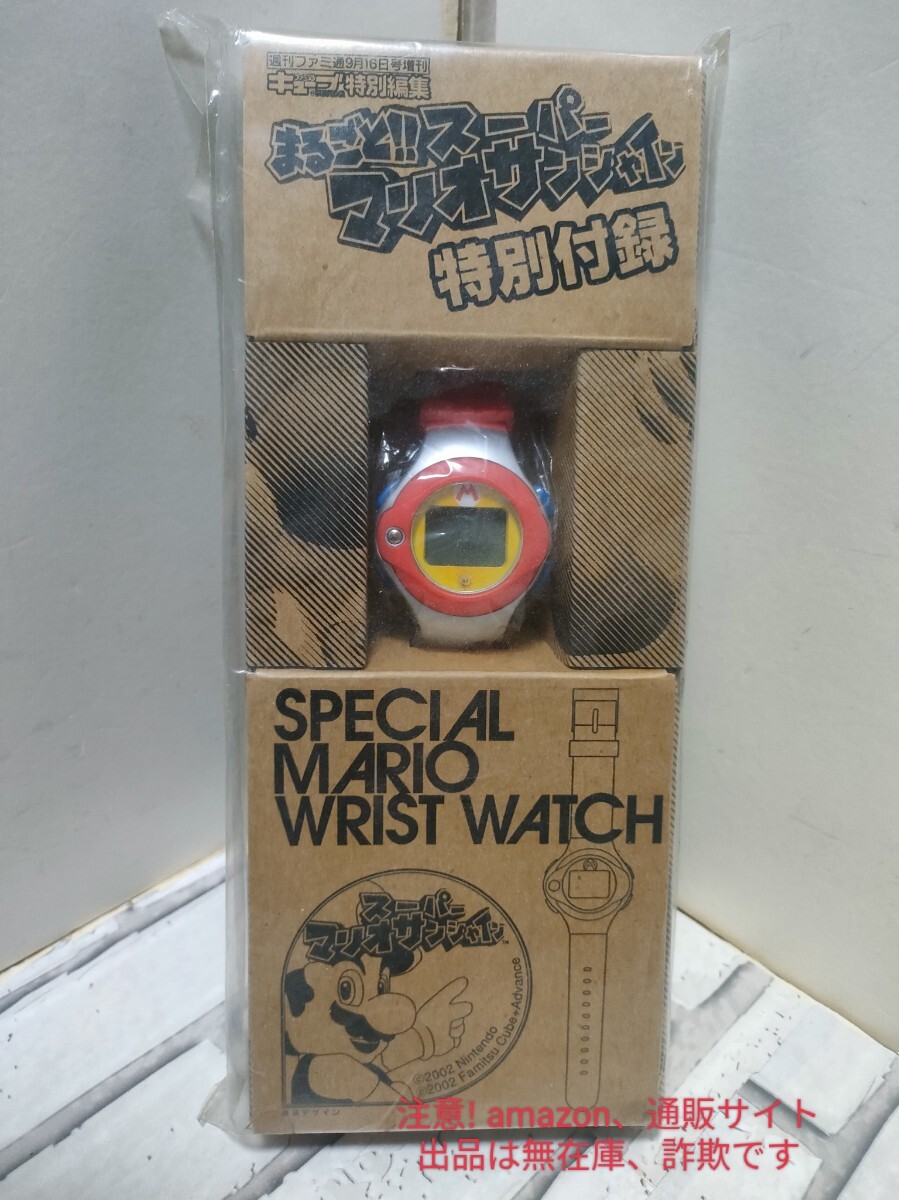 週刊ファミ通9月16日号増刊
キューブ 特別編集
まるごと!!スーパー
マリオサンシャイン
特別付録
M
SPECIAL
MARIO
WRIST WATCH
スーパー
マリオサンシャイン™
©2002 Nintendo
©2002 Famitsu Cube+Advance
注意! amazon、通販サイト
出品は無在庫、詐欺です